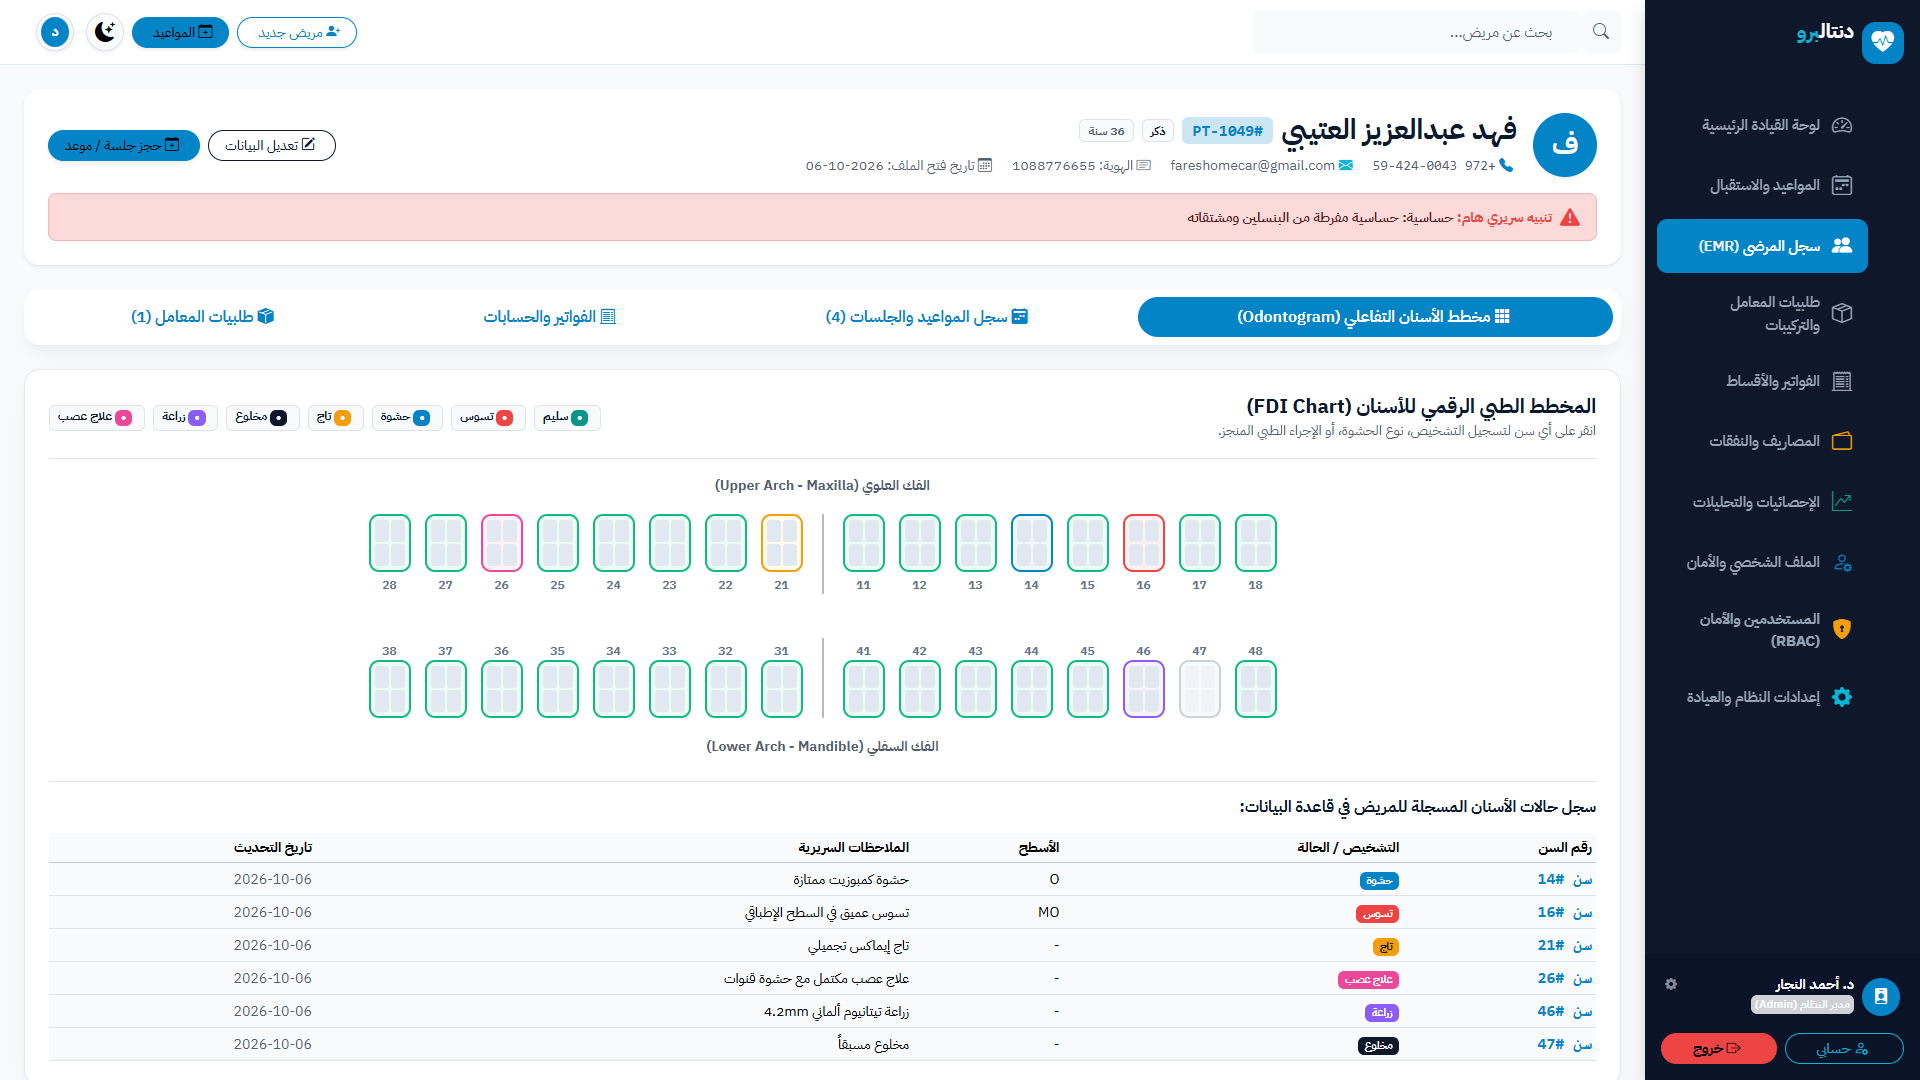 دنتالبرو
لوحة القيادة الرئيسية
المواعيد والاستقبال
سجل المرضى (EMR)
طلبيات المعامل
والتركيبات
الفواتير والأقساط
المصاريف والنفقات
الإحصائيات والتحليلات
الملف الشخصي والأمان
المستخدمين والأمان
(RBAC)
إعدادات النظام والعيادة
د. أحمد النجار
مدير النظام (Admin)
حسابي
خروج
بحث عن مريض...
مريض جديد
المواعيد
د
ف
فهد عبدالعزيز العتيبي
PT-1049#
ذكر
36 سنة
+972 59-424-0043
fareshomecar@gmail.com
الهوية: 1088776655
تاريخ فتح الملف: 2026-10-06
تعديل البيانات
حجز جلسة / موعد
تنبيه سريري هام: حساسية: حساسية مفرطة من البنسلين ومشتقاته
مخطط الأسنان التفاعلي (Odontogram)
سجل المواعيد والجلسات (4)
الفواتير والحسابات
طلبيات المعامل (1)
المخطط الطبي الرقمي للأسنان (FDI Chart)
انقر على أي سن لتسجيل التشخيص، نوع الحشوة، أو الإجراء الطبي المنجز.
سليم
تسوس
حشوة
تاج
مخلوع
زراعة
علاج عصب
الفك العلوي (Upper Arch - Maxilla)
28 27 26 25 24 23 22 21 11 12 13 14 15 16 17 18
38 37 36 35 34 33 32 31 41 42 43 44 45 46 47 48
الفك السفلي (Lower Arch - Mandible)
سجل حالات الأسنان المسجلة للمريض في قاعدة البيانات:
رقم السن التشخيص / الحالة الأسطح الملاحظات السريرية تاريخ التحديث
سن #14 حشوة O حشوة كمبوزيت ممتازة 2026-10-06
سن #16 تسوس MO تسوس عميق في السطح الإطباقي 2026-10-06
سن #21 تاج - تاج إيماكس تجميلي 2026-10-06
سن #26 علاج عصب - علاج عصب مكتمل مع حشوة قنوات 2026-10-06
سن #46 زراعة - زراعة تيتانيوم ألماني 4.2mm 2026-10-06
سن #47 مخلوع - مخلوع مسبقاً 2026-10-06